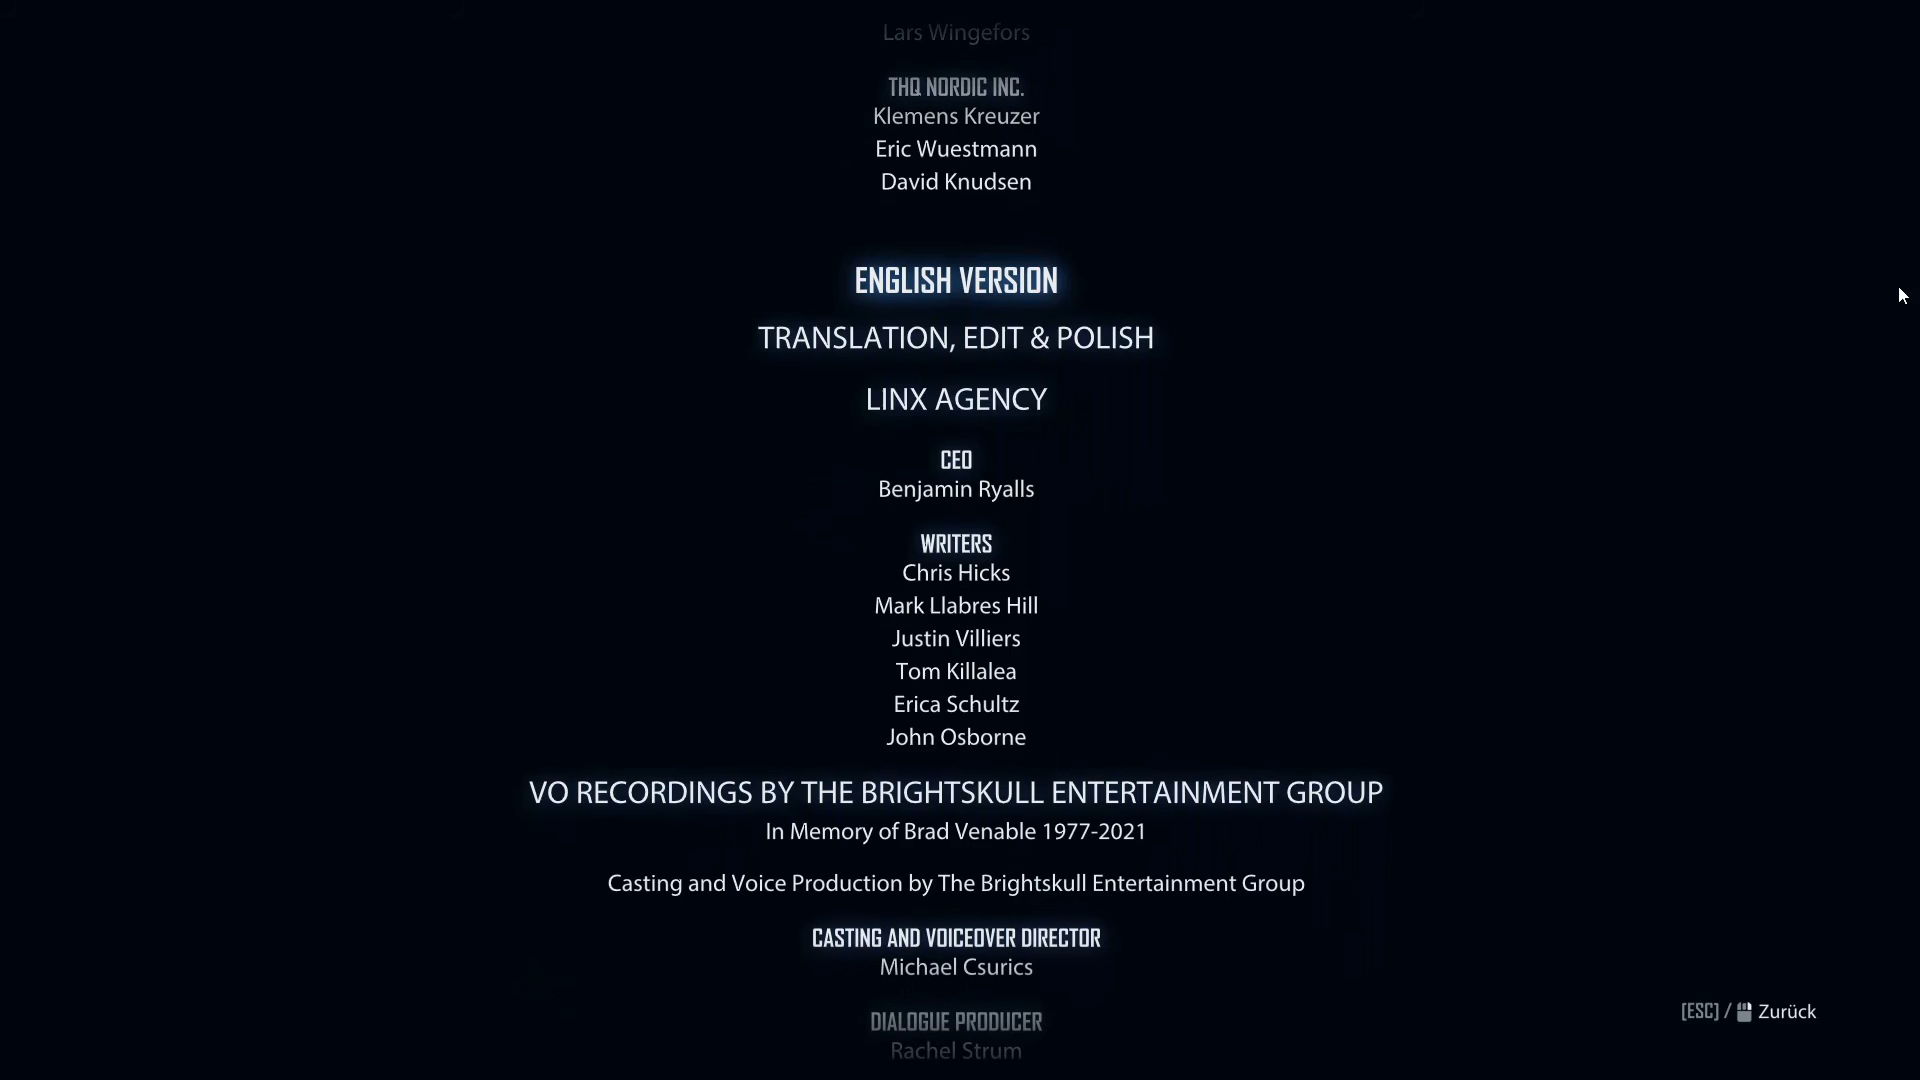 Lars Wingefors
THQ NORDIC INC.
Klemens Kreuzer
Eric Wuestmann
David Knudsen
ENGLISH VERSION
TRANSLATION, EDIT & POLISH
LINX AGENCY
CEO
Benjamin Ryalls
WRITERS
Chris Hicks
Mark Llabres Hill
Justin Villiers
Tom Killalea
Erica Schultz
John Osborne
VO RECORDINGS BY THE BRIGHTSKULL ENTERTAINMENT GROUP
In Memory of Brad Venable 1977-2021
Casting and Voice Production by The Brightskull Entertainment Group
CASTING AND VOICEOVER DIRECTOR
Michael Csurics
DIALOGUE PRODUCER
Rachel Strum
[ESC] / Zurück